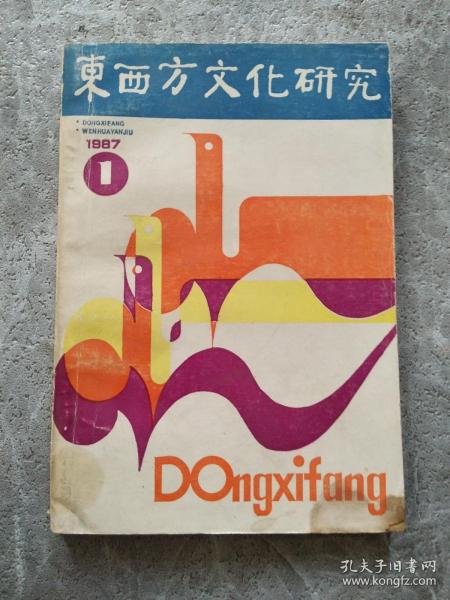 東西方文化研究
• DONGXIFANG
• WENHUAYANJIU
1987
1
DOngxifang
孔夫子旧书网
www.kongfz.com